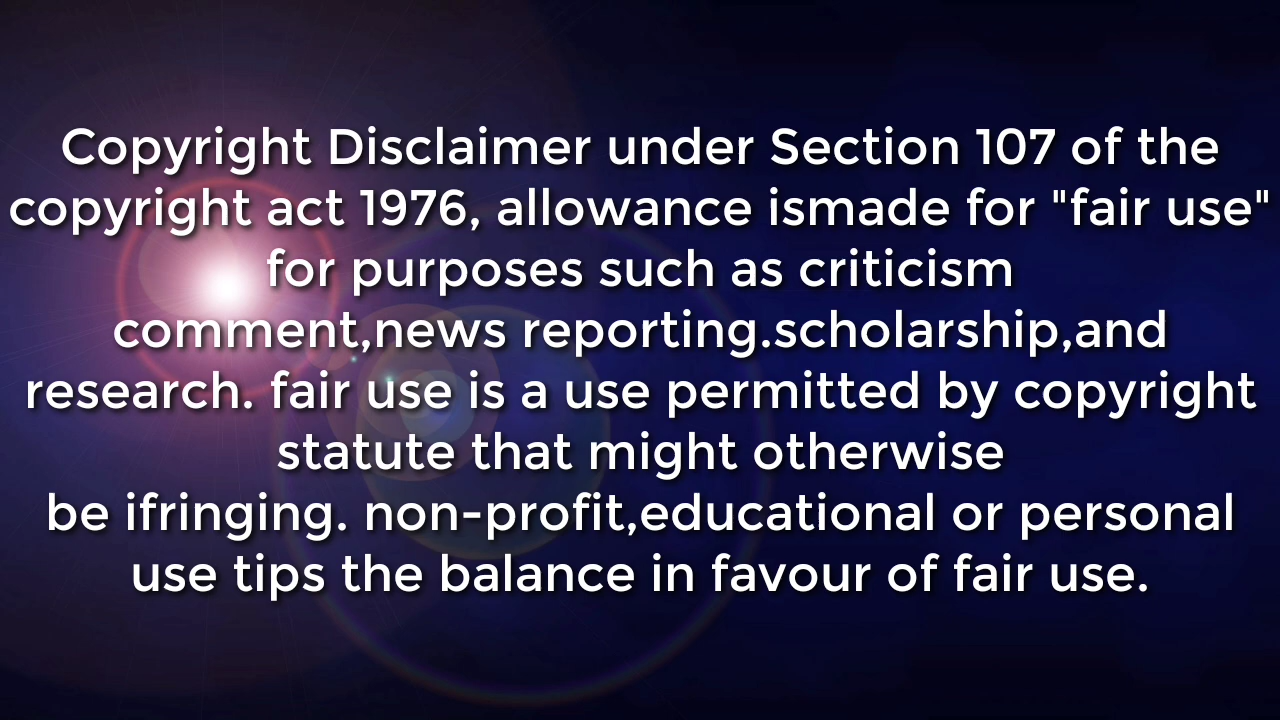 Copyright Disclaimer under Section 107 of the
copyright act 1976, allowance ismade for "fair use"
for purposes such as criticism
comment,news reporting.scholarship,and
research. fair use is a use permitted by copyright
statute that might otherwise
be ifringing. non-profit,educational or personal
use tips the balance in favour of fair use.